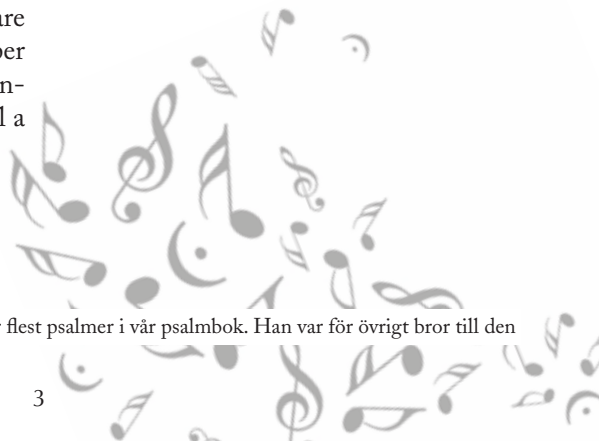 are
per
n-
l a
flest psalmer i vår psalmbok. Han var för övrigt bror till den
3